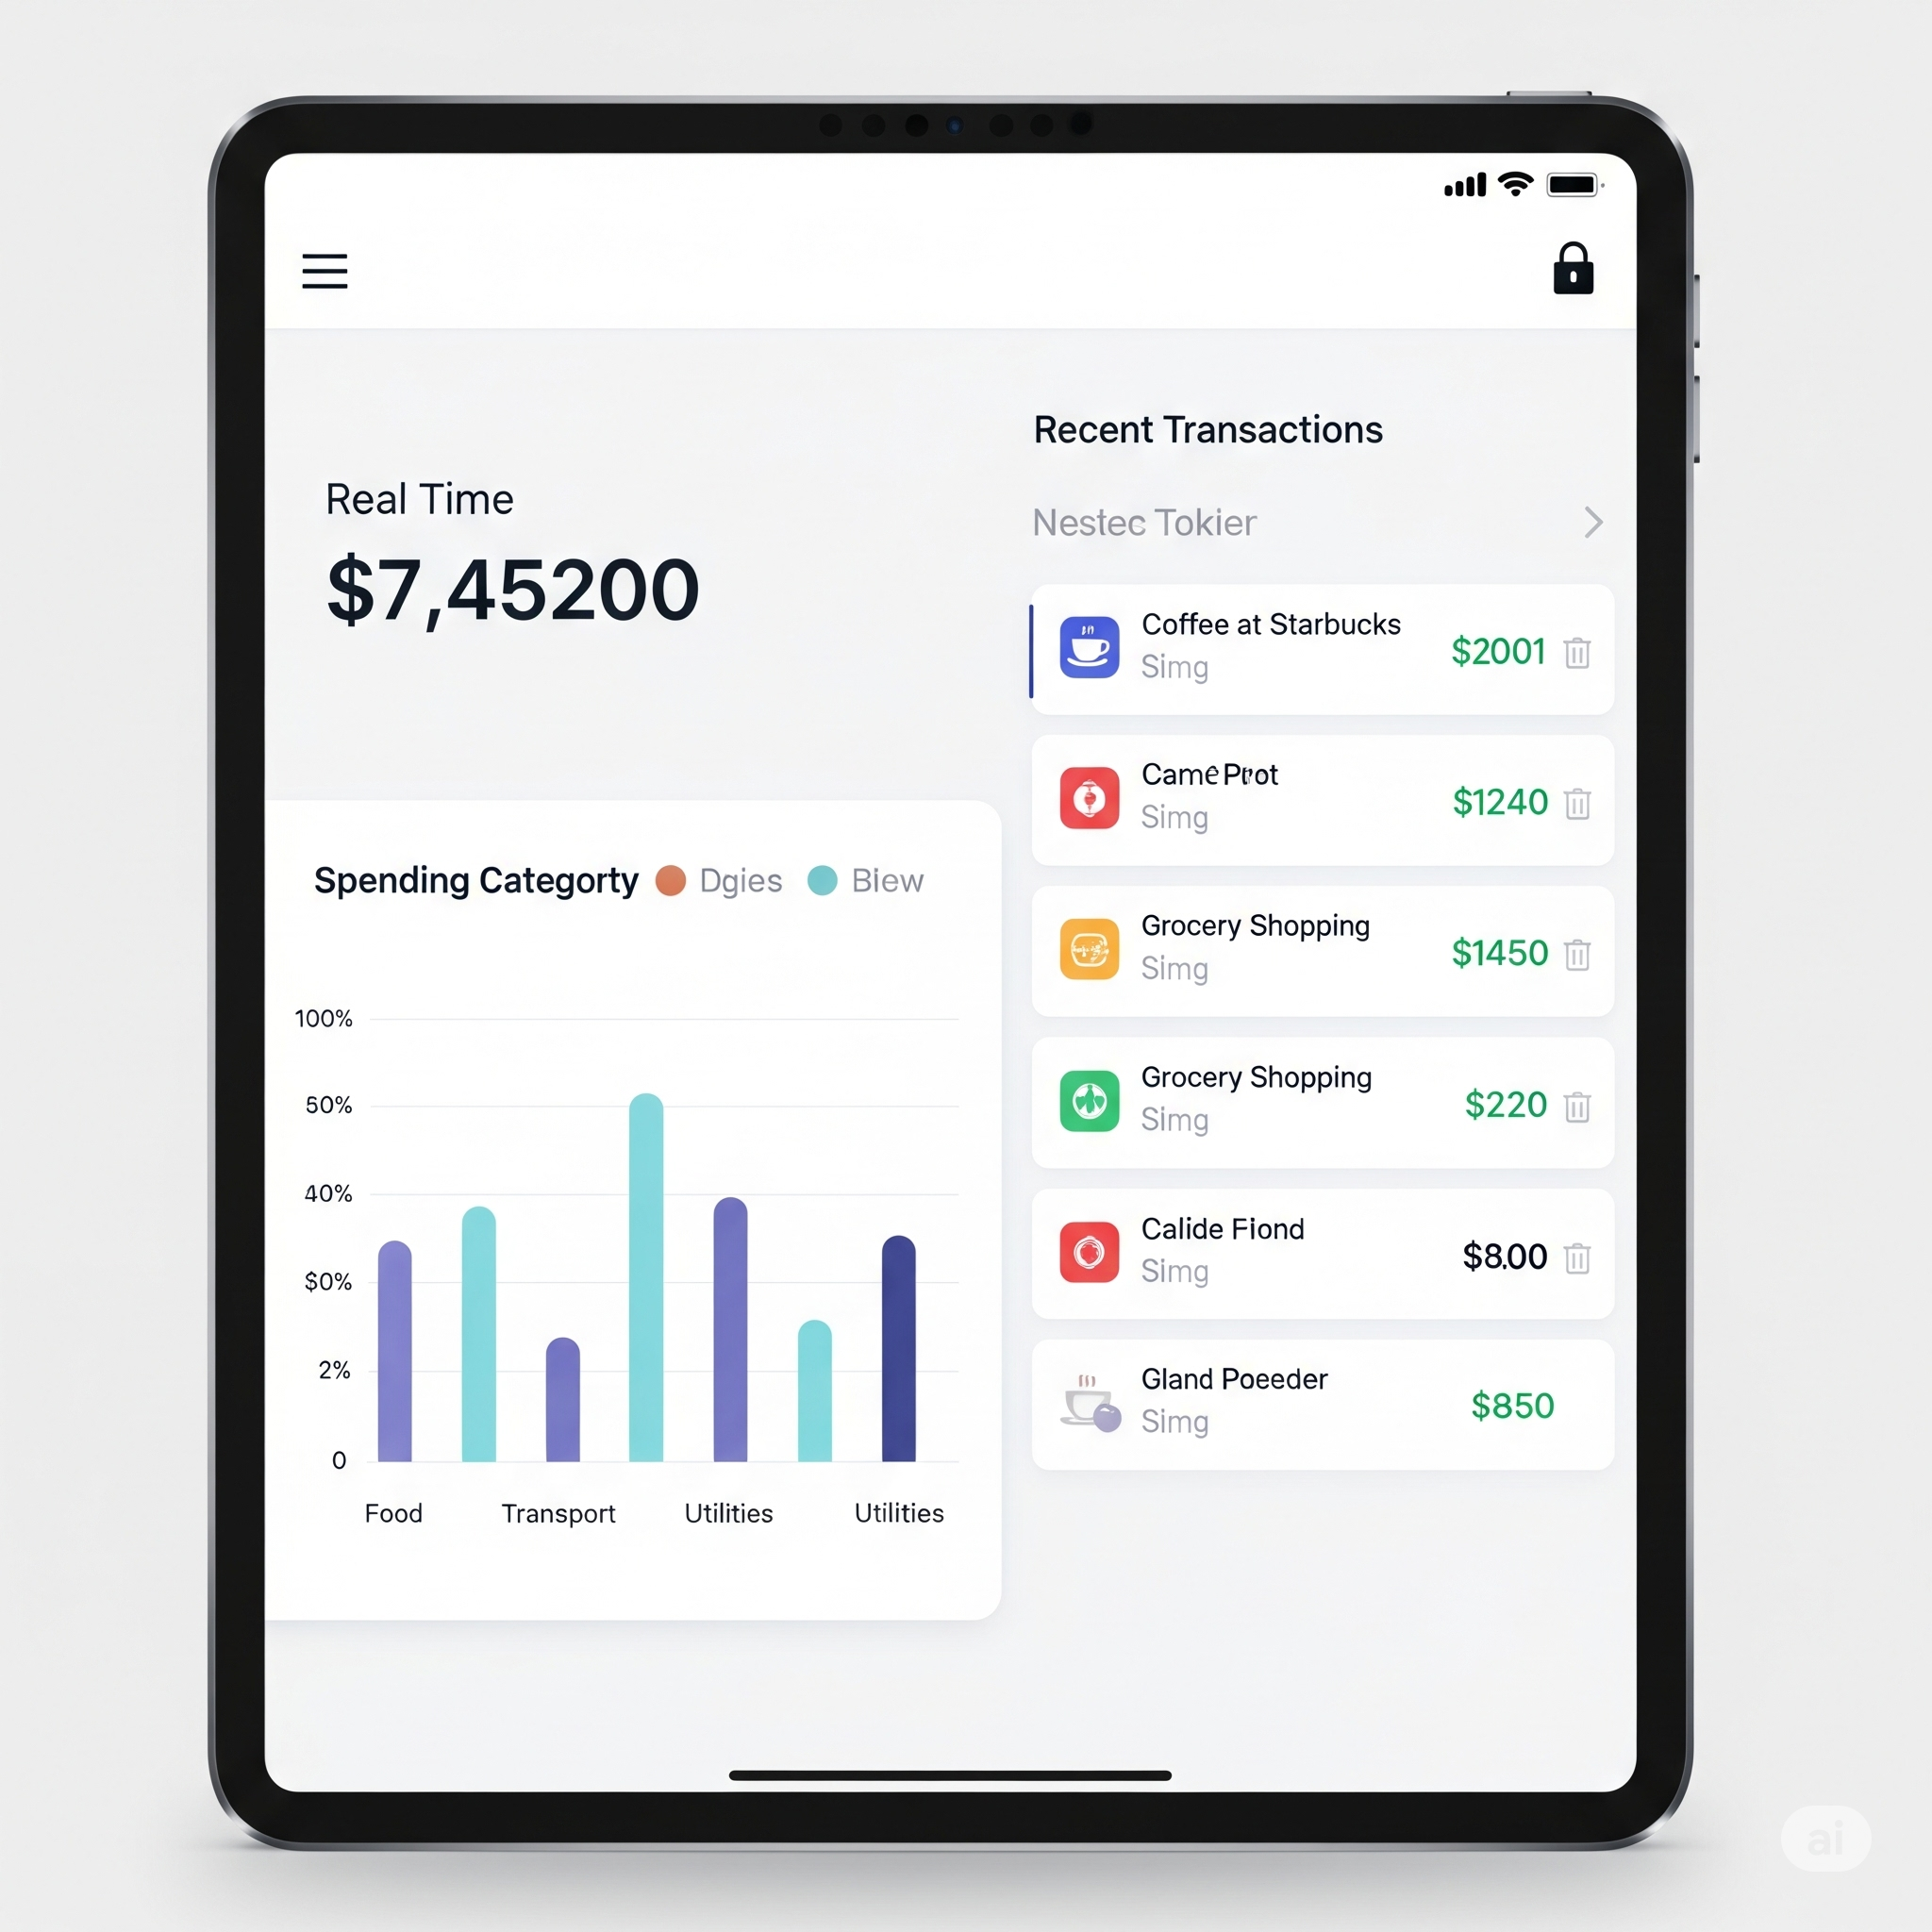 Real Time
$7,45200
Spending Categorty
Dgies
Biew
100%
50%
40%
$0%
2%
0
Food
Transport
Utilities
Utilities
Recent Transactions
Nestec Tokier
Coffee at Starbucks
Simg
$2001
Came
Simg
$1240
Grocery Shopping
Simg
$1450
Grocery Shopping
Simg
$220
Calide Fiond
Simg
$8.00
Gland Poeeder
Simg
$850
ai